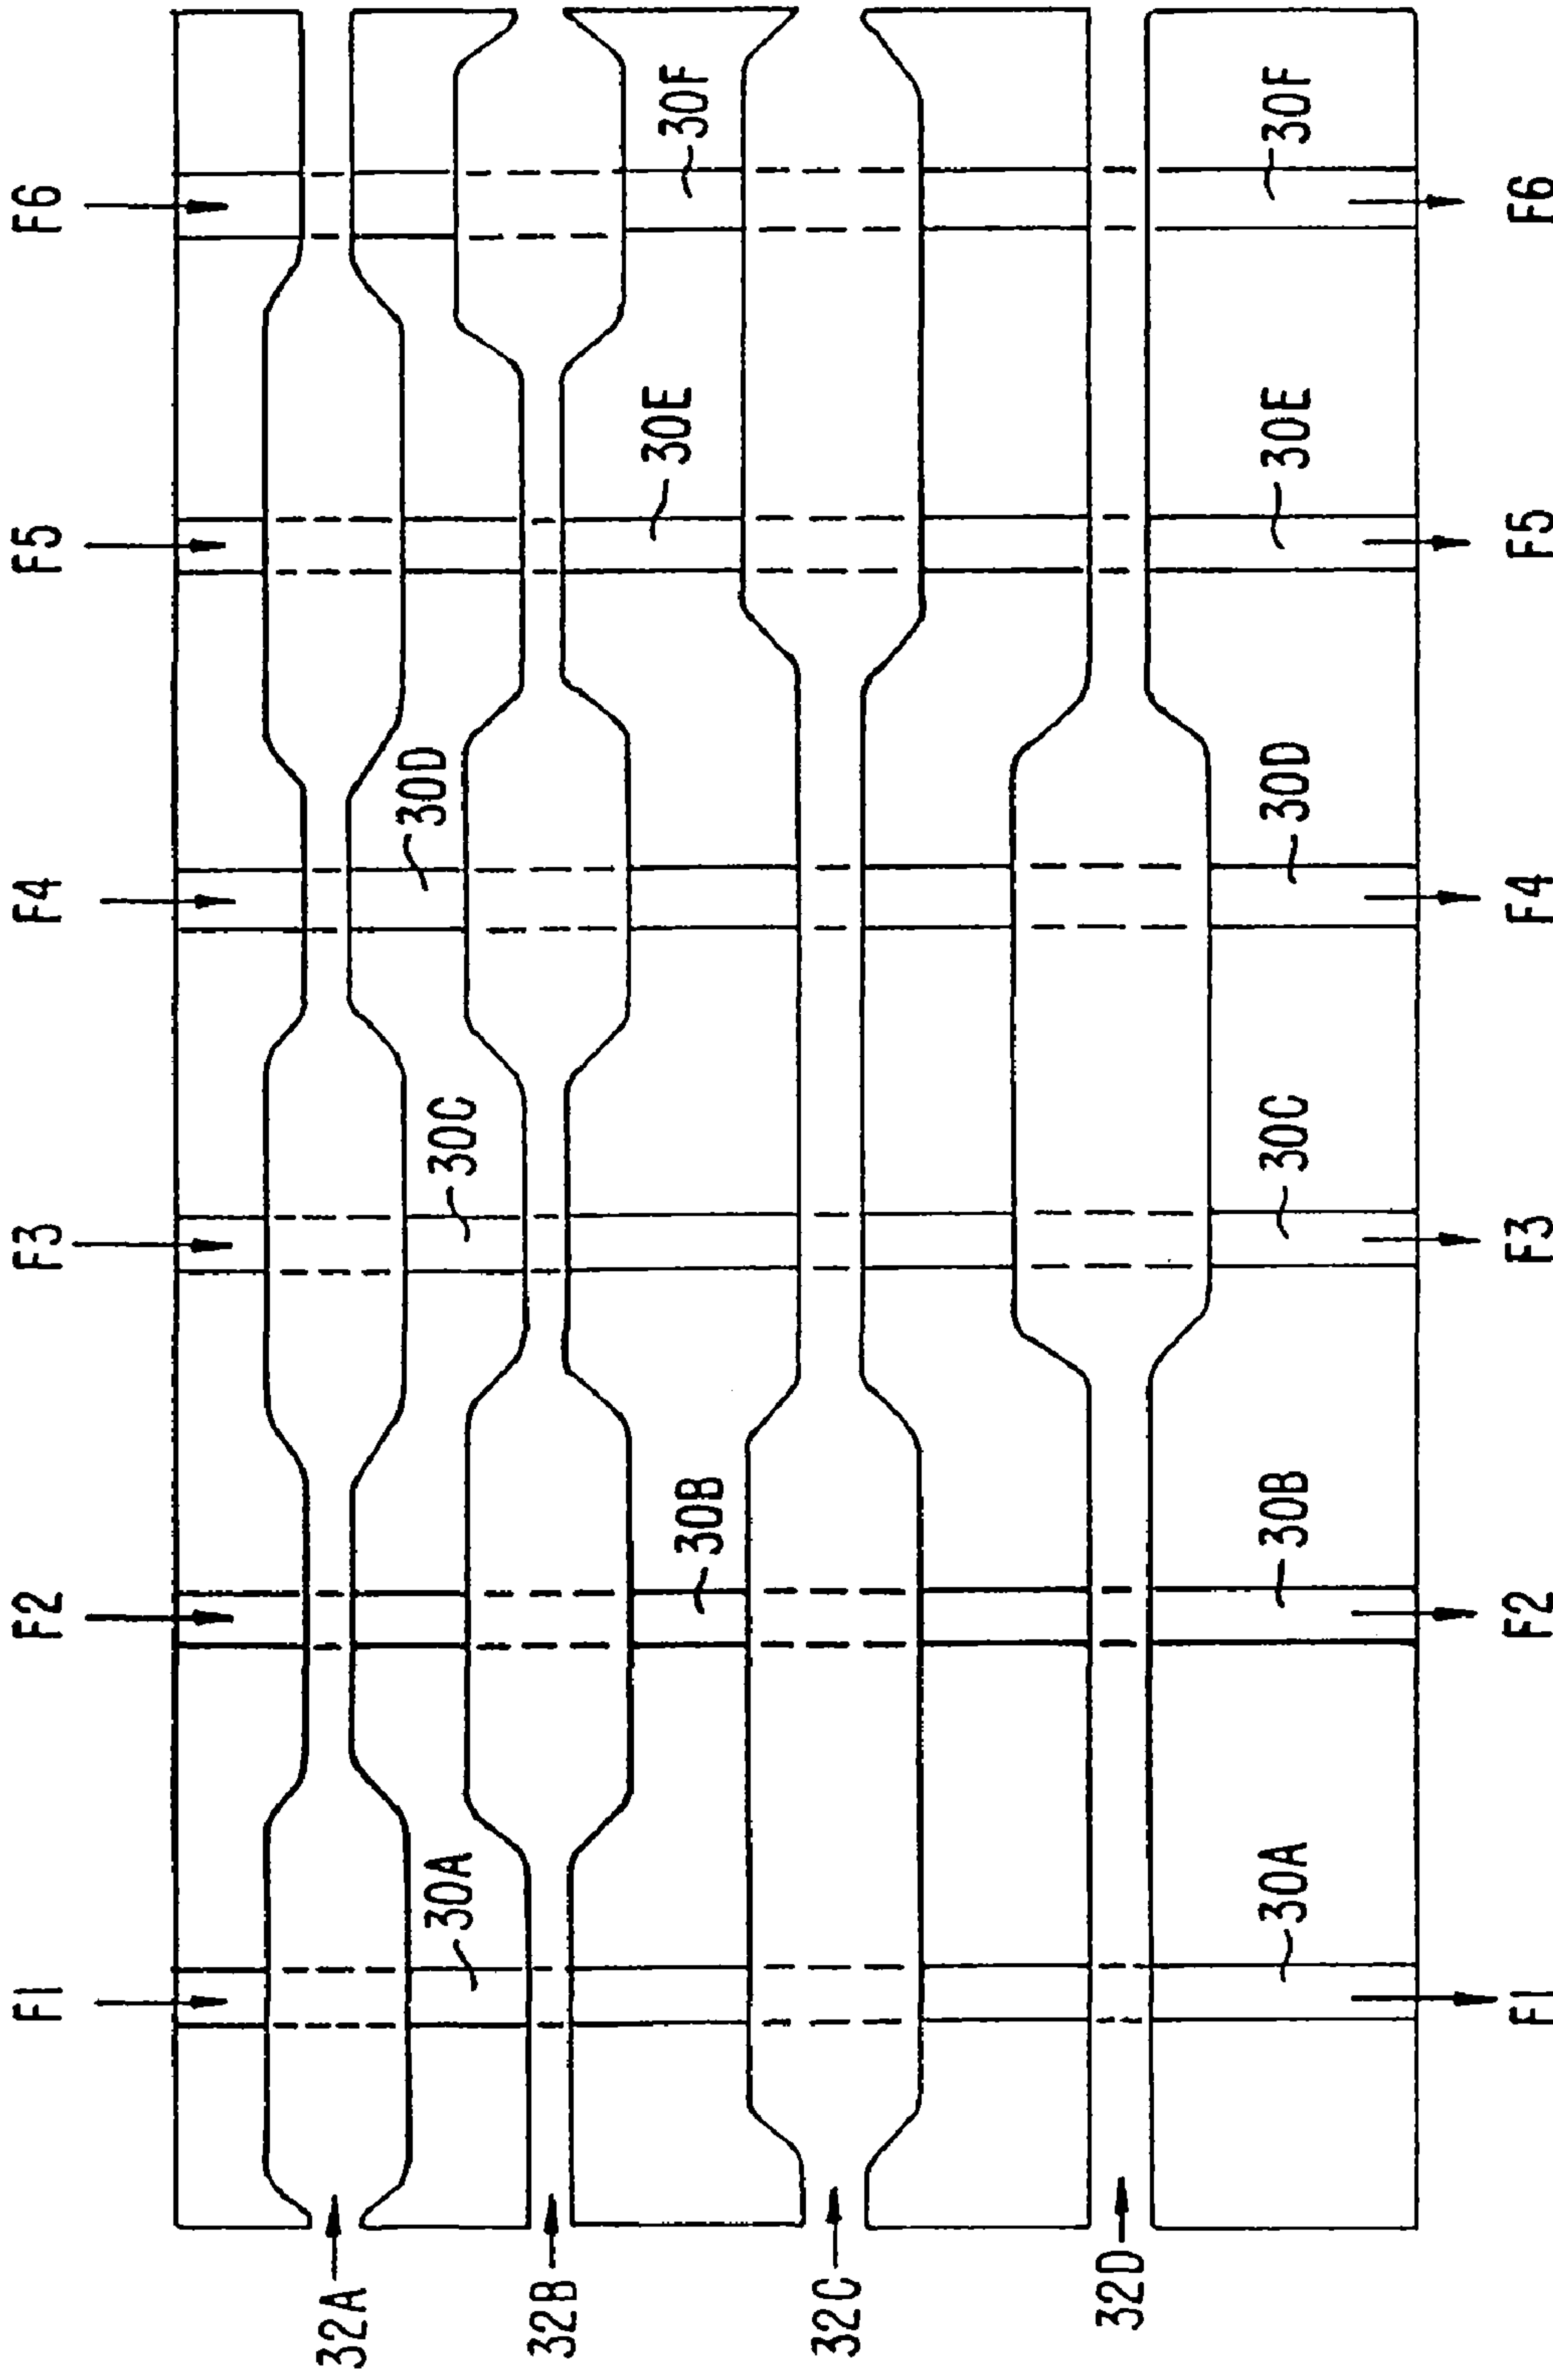 F1 F2 F3 F4 F5 F6
32A
30A 30C 30D
32B
30B 30E 30F
32C
32D
30A 30B 30C 30D 30E 30F
F1 F2 F3 F4 F5 F6